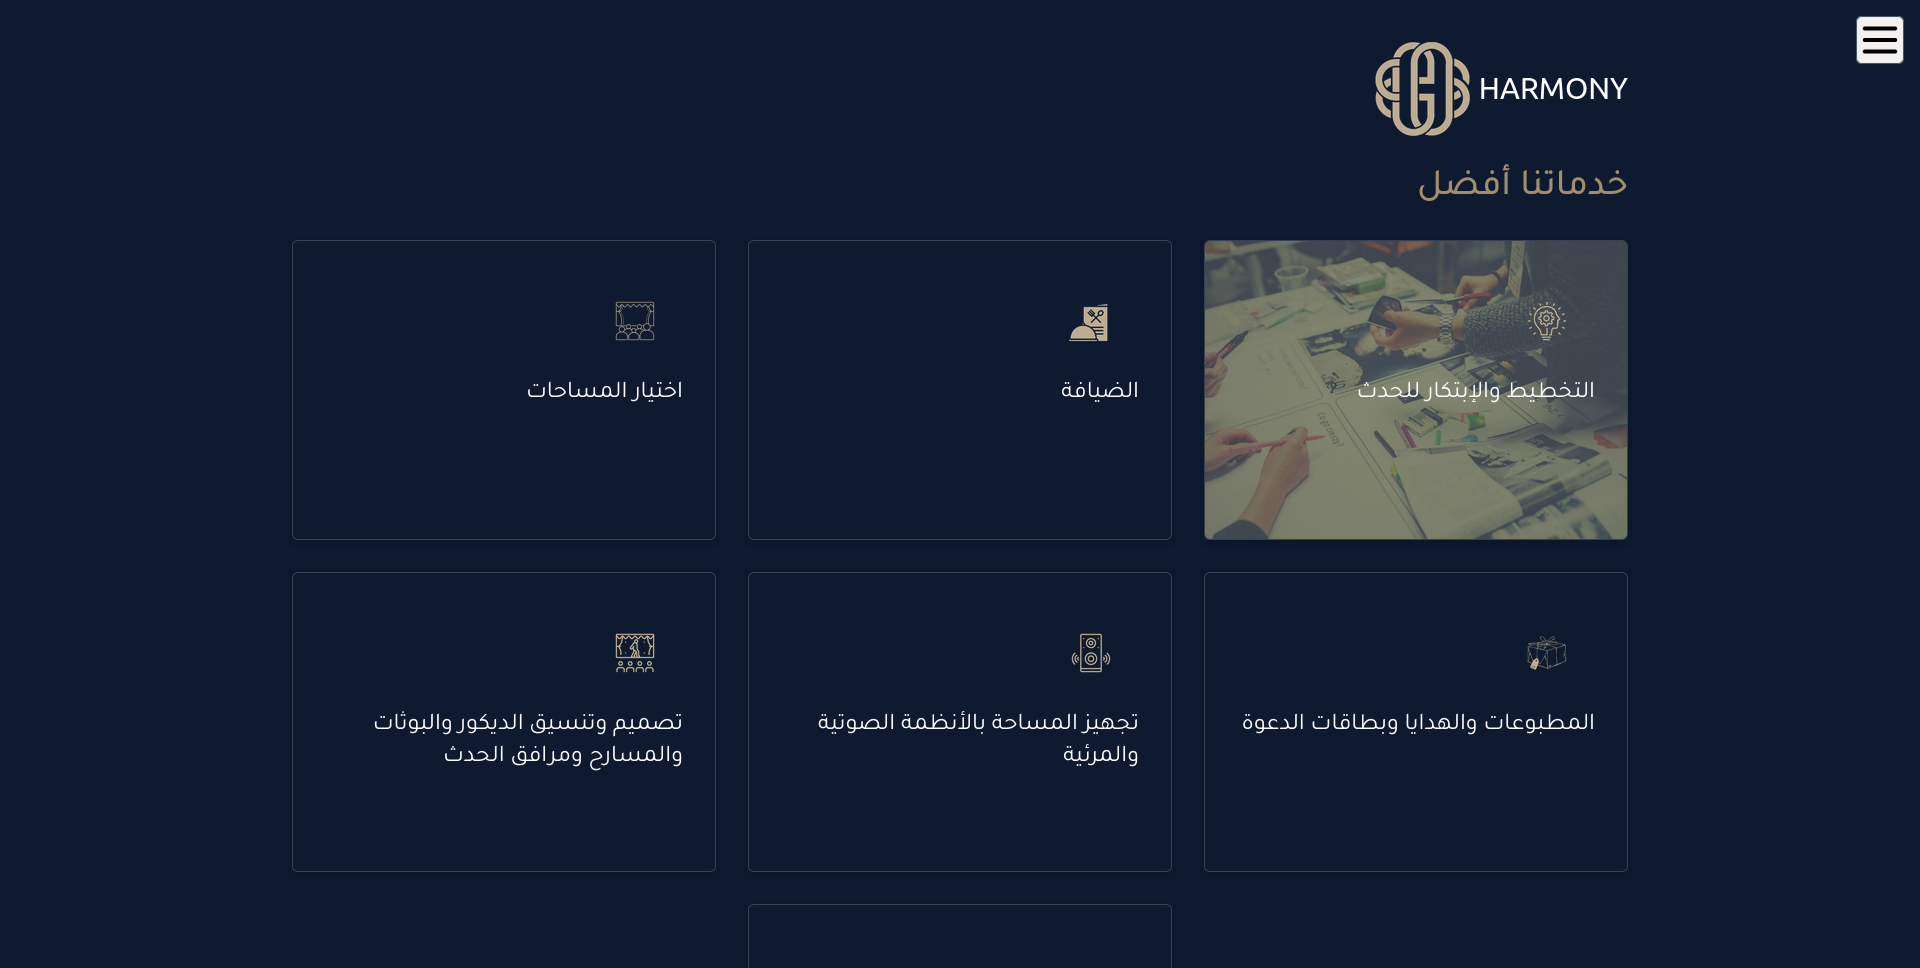 HARMONY
خدماتنا أفضل
التخطيط والإبتكار للحدث
الضيافة
اختيار المساحات
المطبوعات والهدايا وبطاقات الدعوة
تجهيز المساحة بالأنظمة الصوتية
والمرئية
تصميم وتنسيق الديكور والبوثات
والمسارح ومرافق الحدث